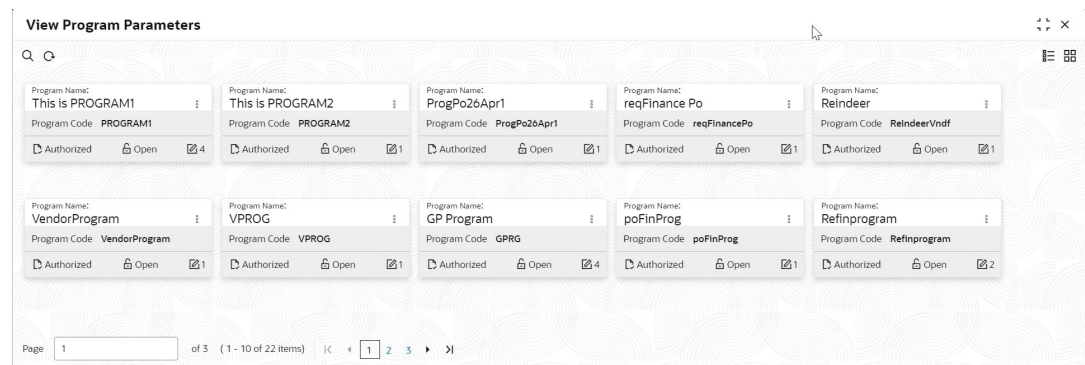 View Program Parameters
Program Name:
This is PROGRAM1
Program Code PROGRAM1
Authorized Open 4
Program Name:
This is PROGRAM2
Program Code PROGRAM2
Authorized Open 1
Program Name:
ProgPo26Apr1
Program Code ProgPo26Apr1
Authorized Open 1
Program Name:
reqFinance Po
Program Code reqFinancePo
Authorized Open 1
Program Name:
Reindeer
Program Code ReindeerVndf
Authorized Open 1
Program Name:
VendorProgram
Program Code VendorProgram
Authorized Open 1
Program Name:
VPROG
Program Code VPROG
Authorized Open 1
Program Name:
GP Program
Program Code GPRG
Authorized Open 4
Program Name:
poFinProg
Program Code poFinProg
Authorized Open 1
Program Name:
Refinprogram
Program Code Refinprogram
Authorized Open 2
Page 1 of 3 ( 1 - 10 of 22 items) 1 2 3